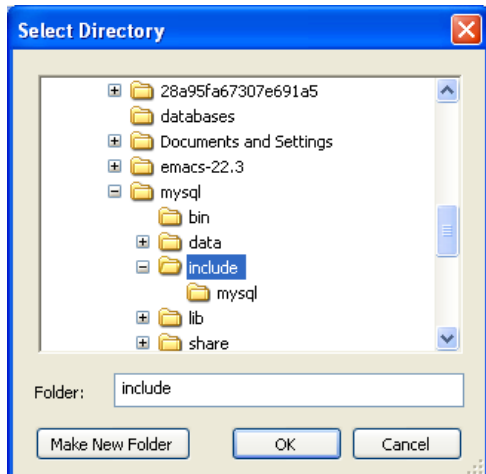 Select Directory
28a95fa67307e691a5
databases
Documents and Settings
emacs-22.3
mysql
bin
data
include
mysql
lib
share
Folder: include
Make New Folder OK Cancel